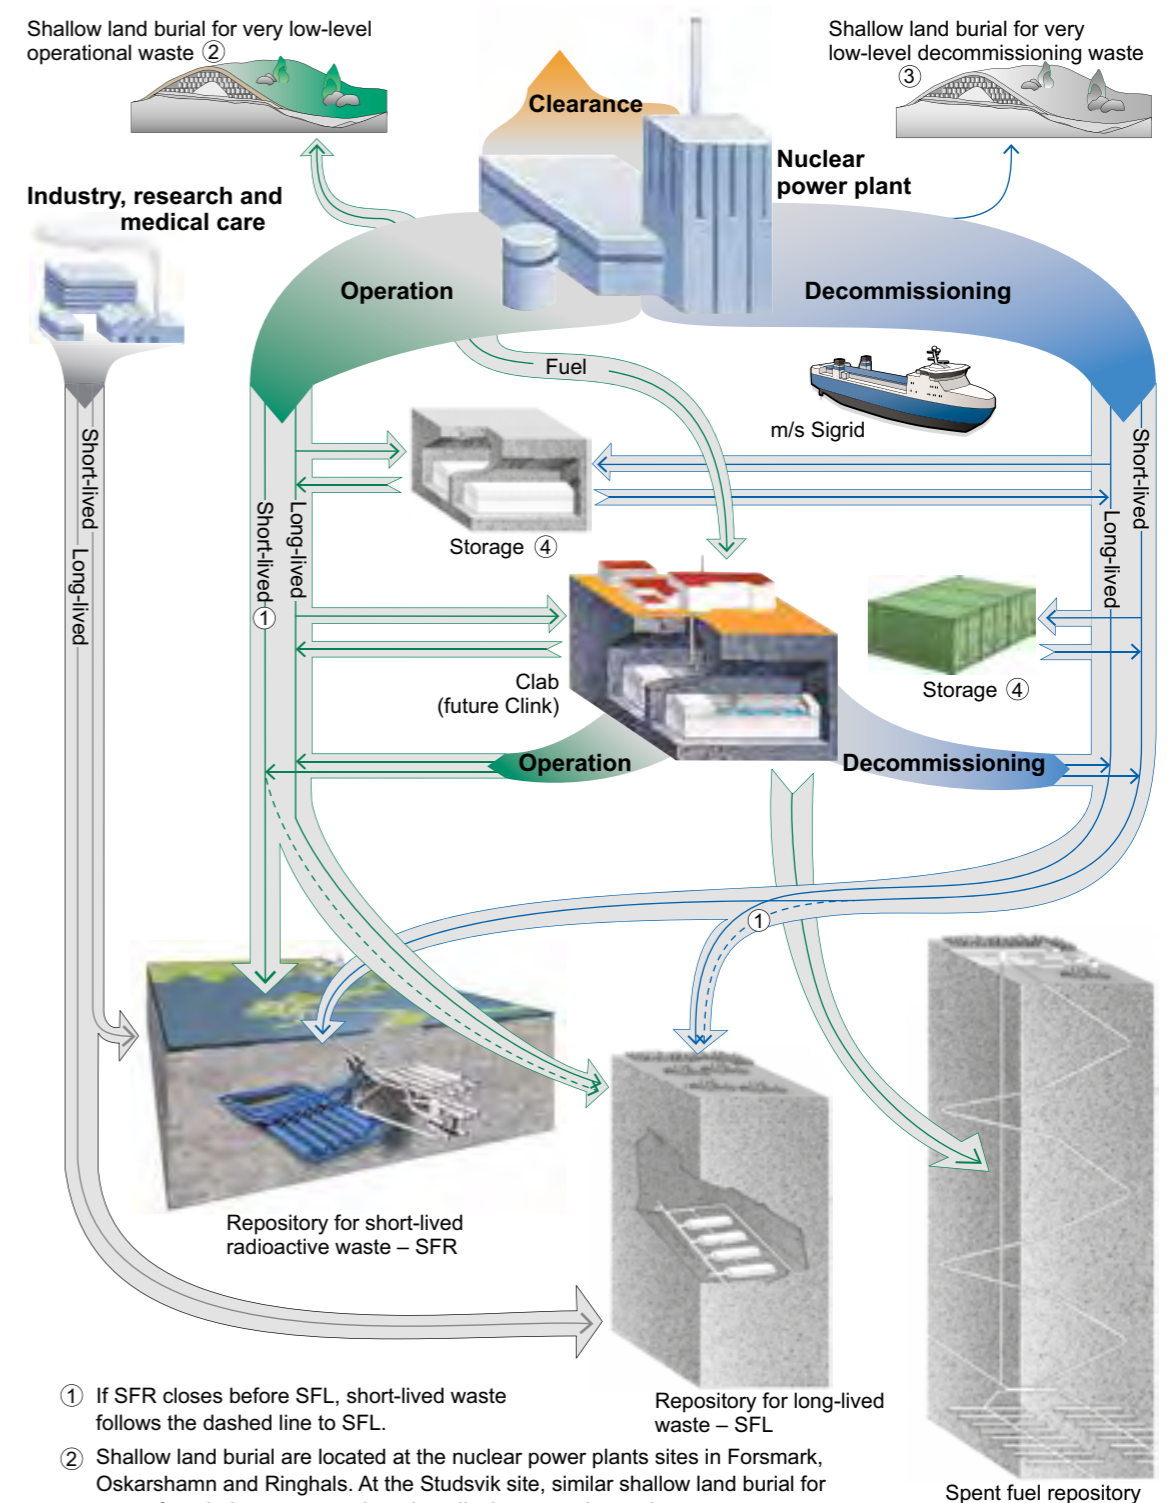 Shallow land burial for very low-level
operational waste ②
Shallow land burial for very
low-level decommissioning waste
③
Clearance
Nuclear
power plant
Industry, research and
medical care
Operation
Decommissioning
Fuel
m/s Sigrid
Short-lived
Long-lived
Short-lived
①
Long-lived
Storage ④
Short-lived
Long-lived
Clab
(future Clink)
Storage ④
Operation
Decommissioning
①
Repository for short-lived
radioactive waste – SFR
Repository for long-lived
waste – SFL
Spent fuel repository
① If SFR closes before SFL, short-lived waste
follows the dashed line to SFL.
② Shallow land burial are located at the nuclear power plants sites in Forsmark,
Oskarshamn and Ringhals. At the Studsvik site, similar shallow land burial for